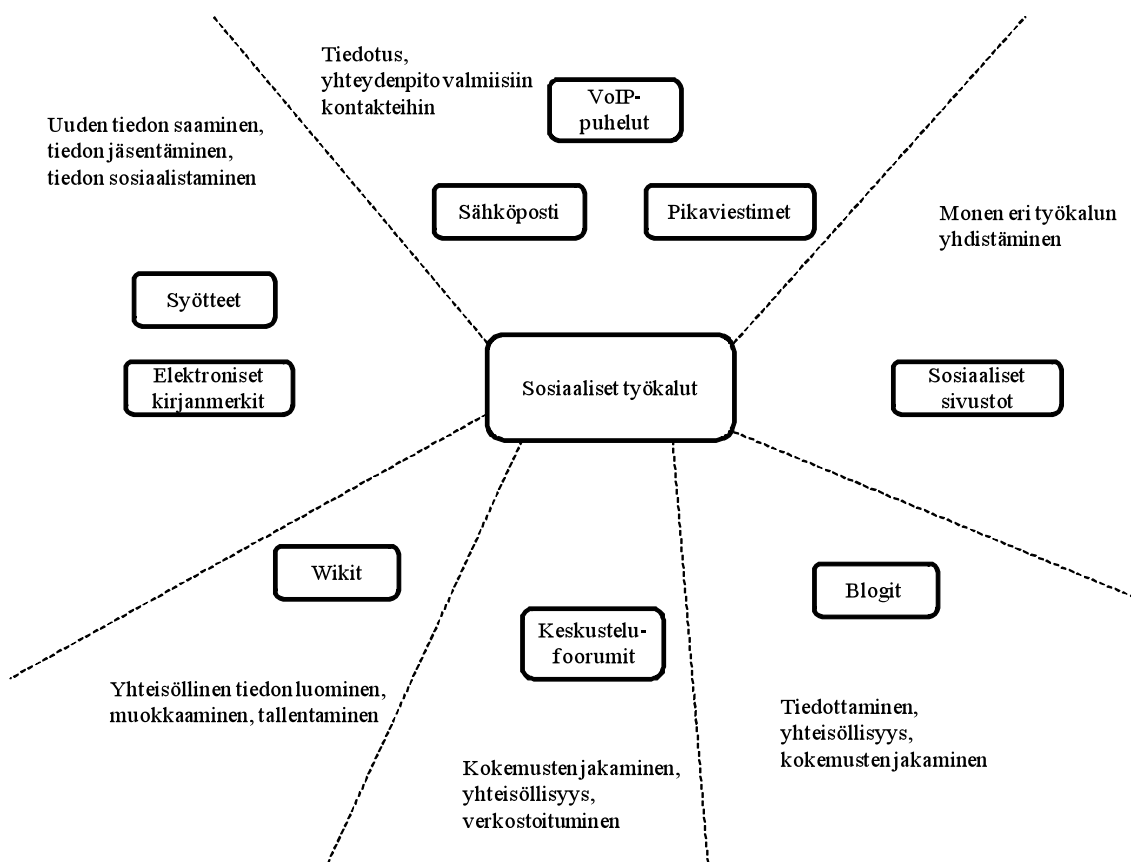 Tiedotus,
yhteydenpito valmiisiin
kontakteihin
VoIP-
puhelut
Uuden tiedon saaminen,
tiedon jäsentäminen,
tiedon sosiaalistaminen
Sähköposti
Pikaviestimet
Monen eri työkalun
yhdistäminen
Syötteet
Elektroniset
kirjanmerkit
Sosiaaliset työkalut
Sosiaaliset
sivustot
Wikit
Blogit
Keskustelu-
foorumit
Yhteisöllinen tiedon luominen,
muokkaaminen, tallentaminen
Tiedottaminen,
yhteisöllisyys,
kokemusten jakaminen
Kokemusten jakaminen,
yhteisöllisyys,
verkostoituminen